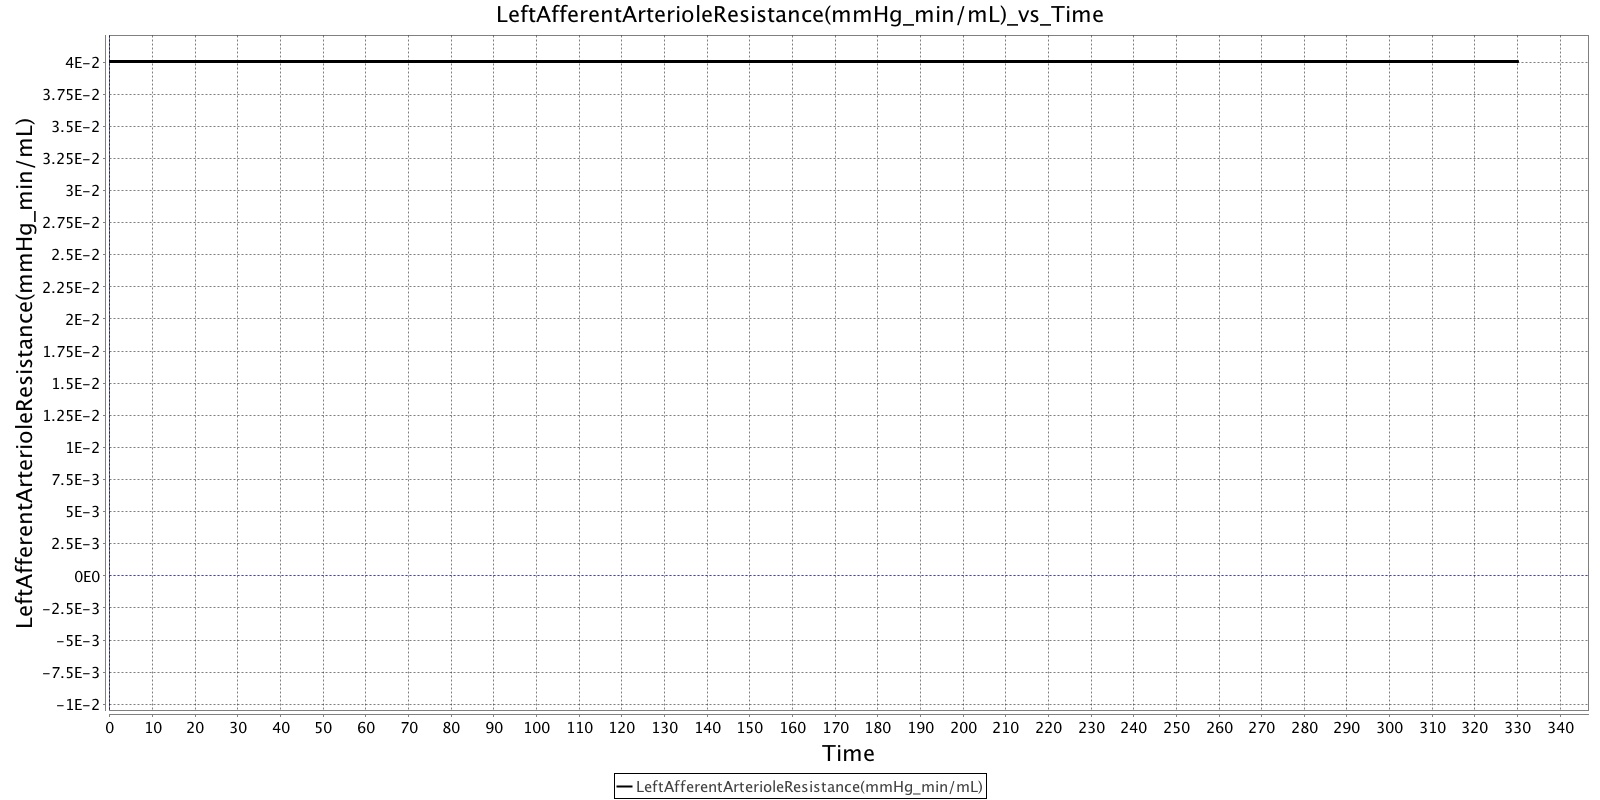 LeftAfferentArterioleResistance(mmHg_min/mL)_vs_Time
LeftAfferentArterioleResistance(mmHg_min/mL)
4E-2
3.75E-2
3.5E-2
3.25E-2
3E-2
2.75E-2
2.5E-2
2.25E-2
2E-2
1.75E-2
1.5E-2
1.25E-2
1E-2
7.5E-3
5E-3
2.5E-3
0E0
-2.5E-3
-5E-3
-7.5E-3
-1E-2
0 10 20 30 40 50 60 70 80 90 100 110 120 130 140 150 160 170 180 190 200 210 220 230 240 250 260 270 280 290 300 310 320 330 340
Time
LeftAfferentArterioleResistance(mmHg_min/mL)